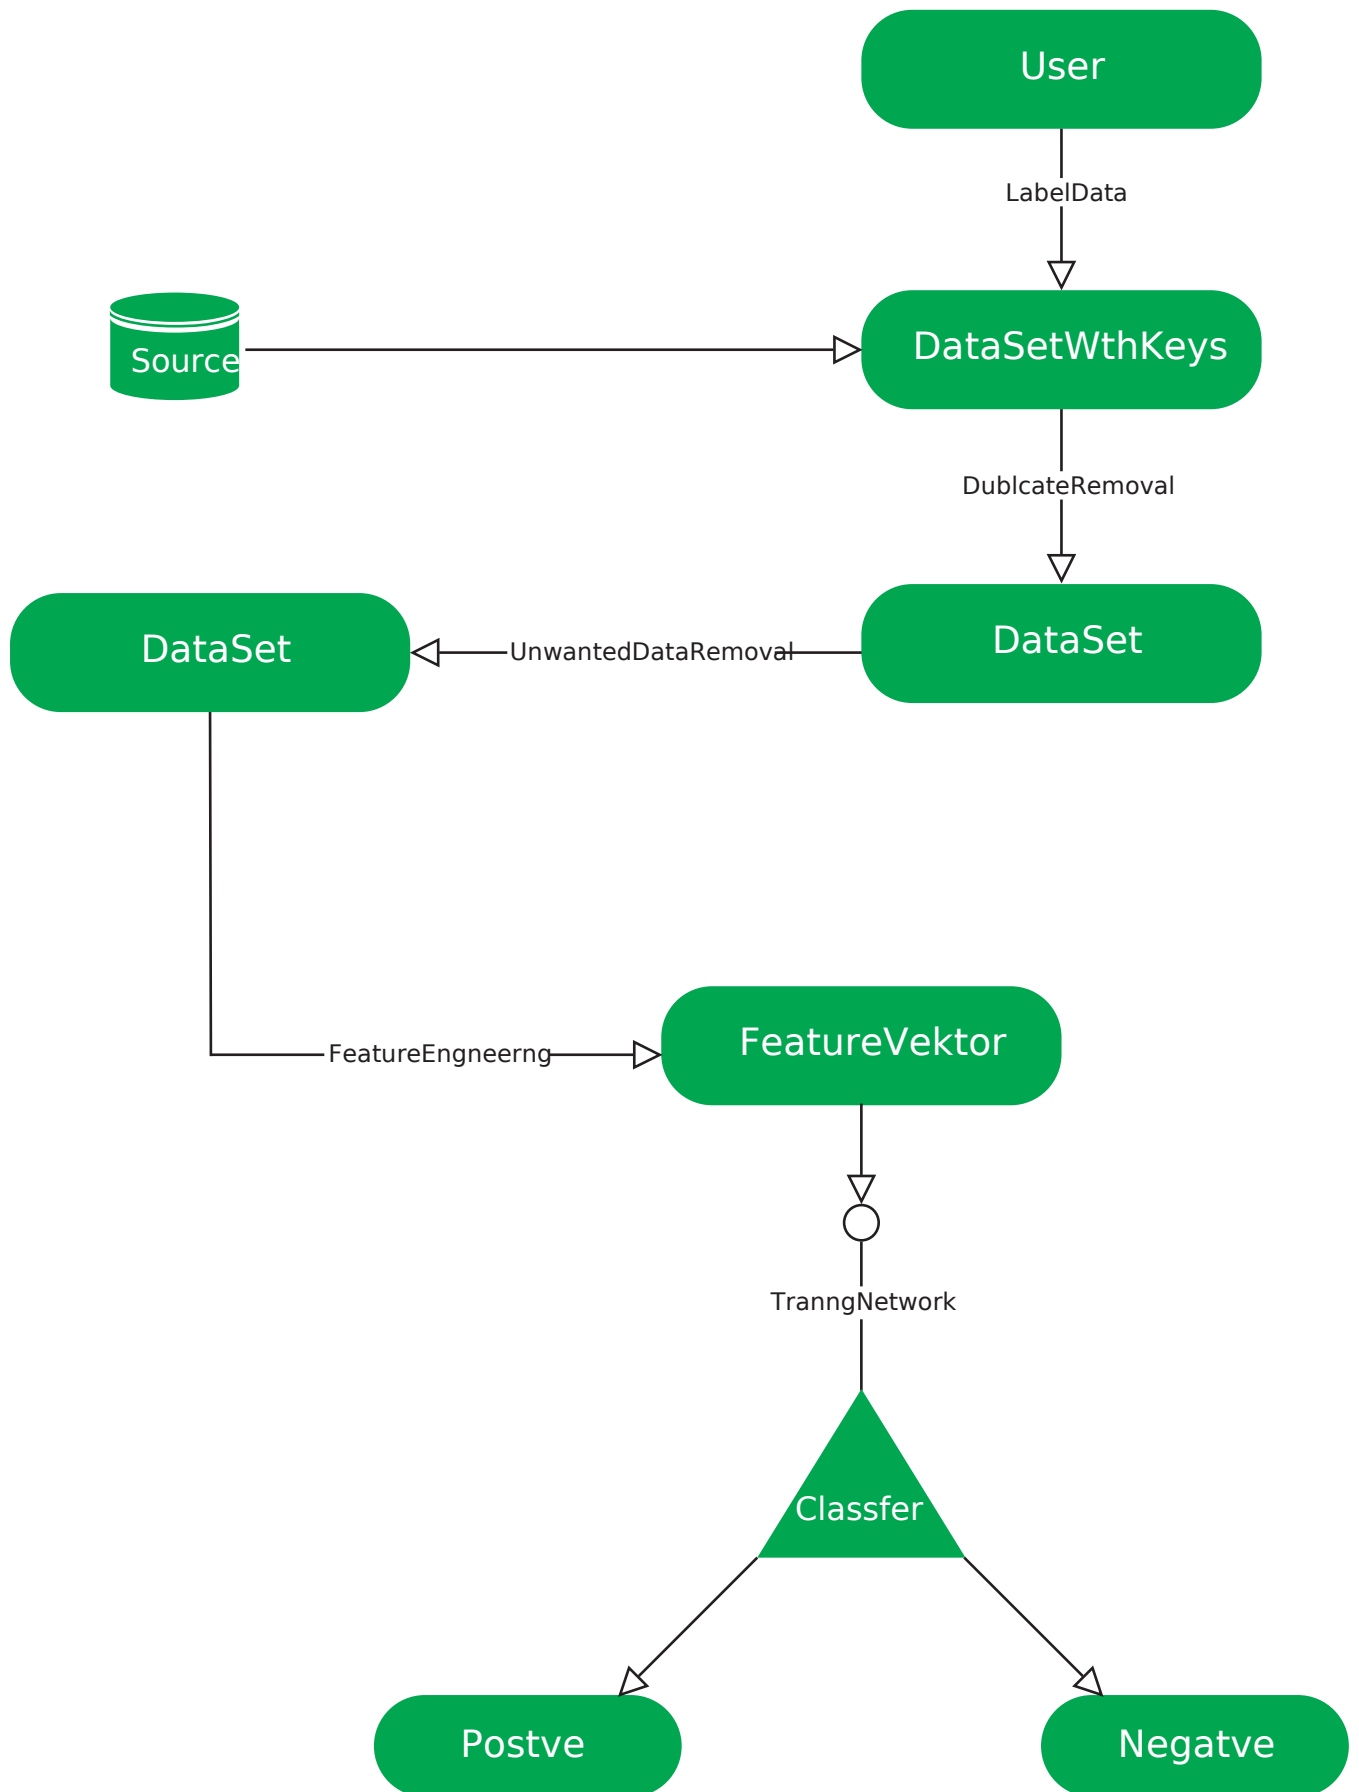 User
LabelData
Source
DataSetWthKeys
DublcateRemoval
DataSet
UnwantedDataRemoval
DataSet
FeatureVektor
FeatureEngneerng
TranngNetwork
Classfer
Postve
Negatve